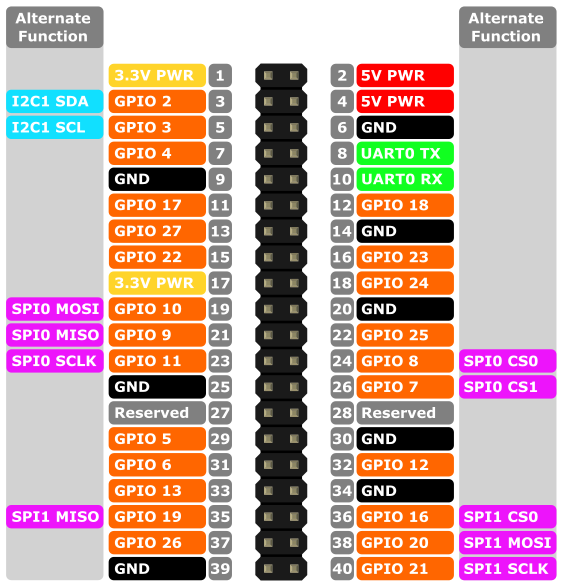 Alternate
Function
Alternate
Function
3.3V PWR 1 2 5V PWR
I2C1 SDA GPIO 2 3 4 5V PWR
I2C1 SCL GPIO 3 5 6 GND
GPIO 4 7 8 UART0 TX
GND 9 10 UART0 RX
GPIO 17 11 12 GPIO 18
GPIO 27 13 14 GND
GPIO 22 15 16 GPIO 23
3.3V PWR 17 18 GPIO 24
SPI0 MOSI GPIO 10 19 20 GND
SPI0 MISO GPIO 9 21 22 GPIO 25
SPI0 SCLK GPIO 11 23 24 GPIO 8 SPI0 CS0
GND 25 26 GPIO 7 SPI0 CS1
Reserved 27 28 Reserved
GPIO 5 29 30 GND
GPIO 6 31 32 GPIO 12
GPIO 13 33 34 GND
SPI1 MISO GPIO 19 35 36 GPIO 16 SPI1 CS0
GPIO 26 37 38 GPIO 20 SPI1 MOSI
GND 39 40 GPIO 21 SPI1 SCLK